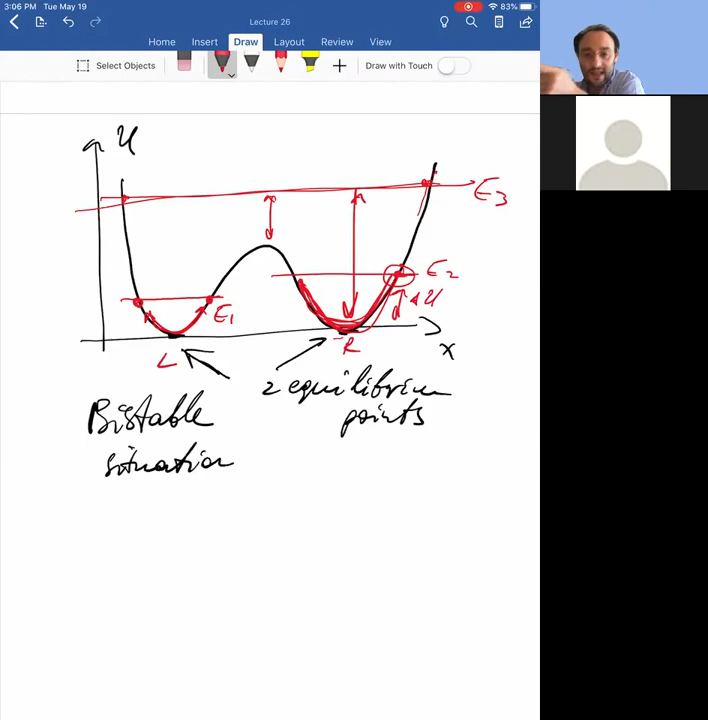 3:06 PM Tue May 19
83%
Lecture 26
Home Insert Draw Layout Review View
Select Objects
Draw with Touch
U
E3
E2
U
E1
L
R
x
Bistable
situation
2 equilibrium
points